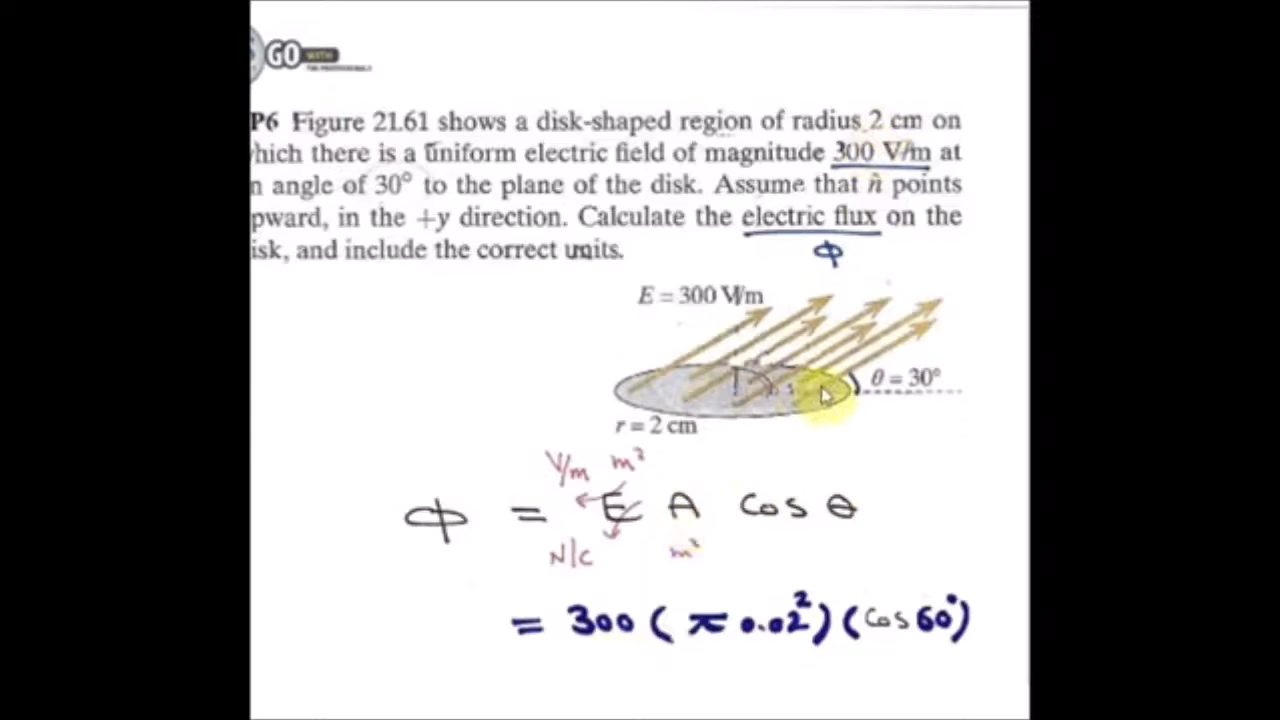 GO WITH
P6 Figure 21.61 shows a disk-shaped region of radius 2 cm on
hich there is a uniform electric field of magnitude 300 V/m at
n angle of 30° to the plane of the disk. Assume that n̂ points
pward, in the +y direction. Calculate the electric flux on the
isk, and include the correct units.
Φ
E = 300 V/m
θ = 30°
r = 2 cm
V/m m²
Φ = E A cos θ
N/C m²
= 300 (π 0.02²) (cos 60°)